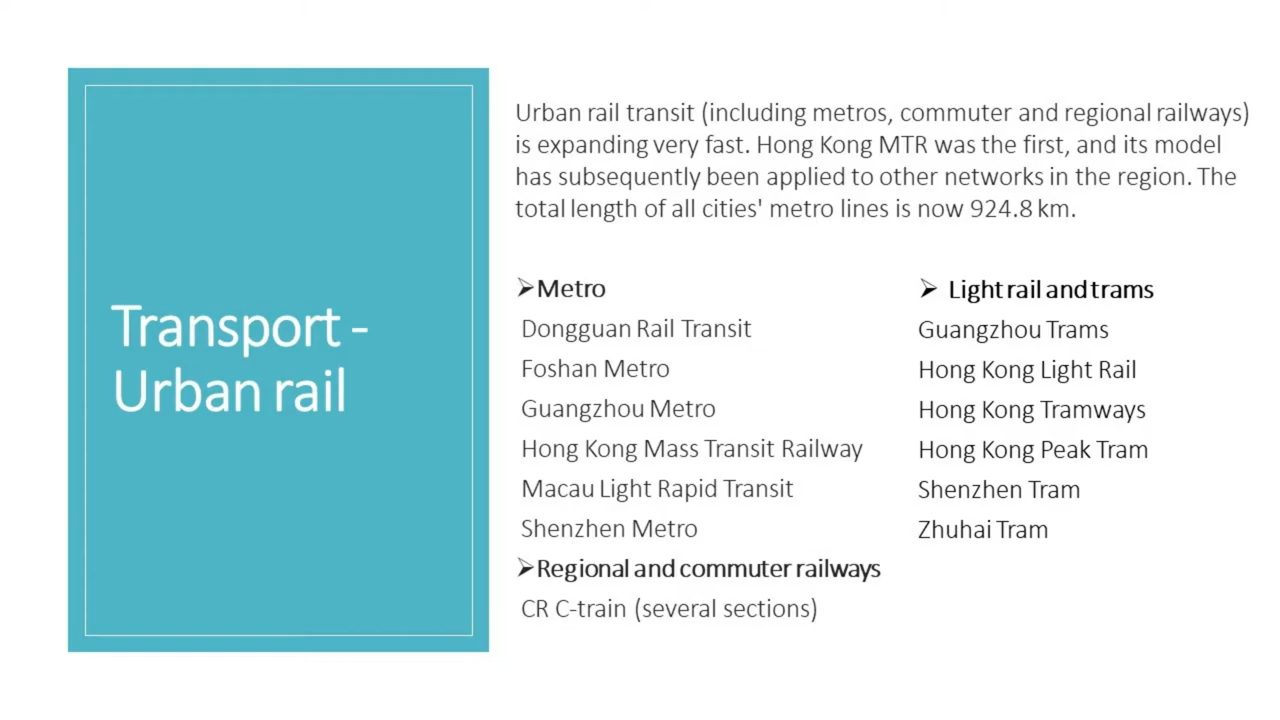 Transport -
Urban rail
Urban rail transit (including metros, commuter and regional railways)
is expanding very fast. Hong Kong MTR was the first, and its model
has subsequently been applied to other networks in the region. The
total length of all cities' metro lines is now 924.8 km.
➢Metro
Dongguan Rail Transit
Foshan Metro
Guangzhou Metro
Hong Kong Mass Transit Railway
Macau Light Rapid Transit
Shenzhen Metro
➢Regional and commuter railways
CR C-train (several sections)
➢ Light rail and trams
Guangzhou Trams
Hong Kong Light Rail
Hong Kong Tramways
Hong Kong Peak Tram
Shenzhen Tram
Zhuhai Tram